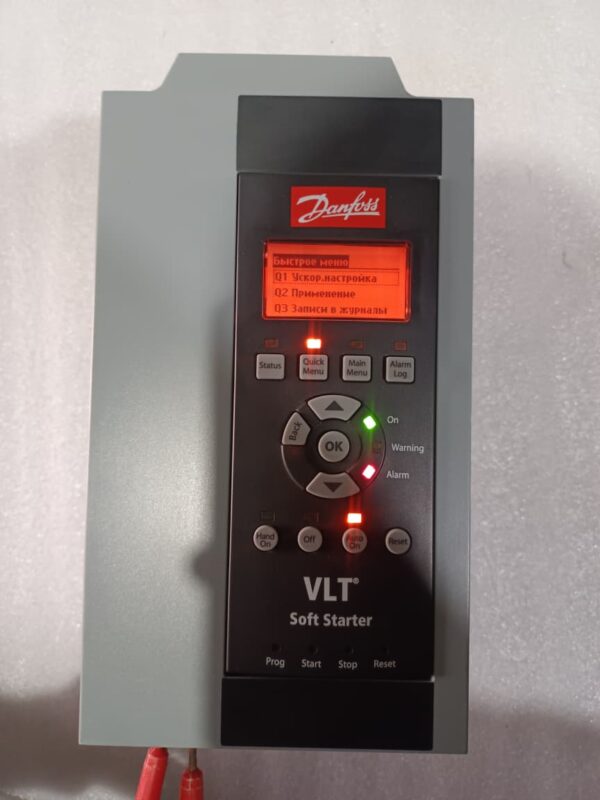 Danfoss
Быстрое меню
Q1 Ускор.настройка
Q2 Применение
Q3 Записи в журналы
Status
Quick Menu
Main Menu
Alarm Log
Back
OK
On
Warning
Alarm
Hand On
Off
Auto On
Reset
VLT®
Soft Starter
Prog Start Stop Reset